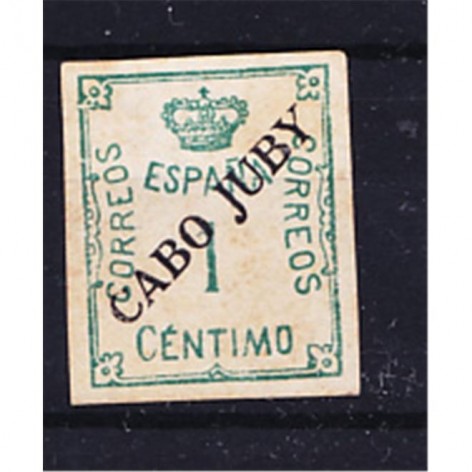 CORREOS
ESPAÑA
CORREOS
CABO JUBY
1
CÉNTIMO